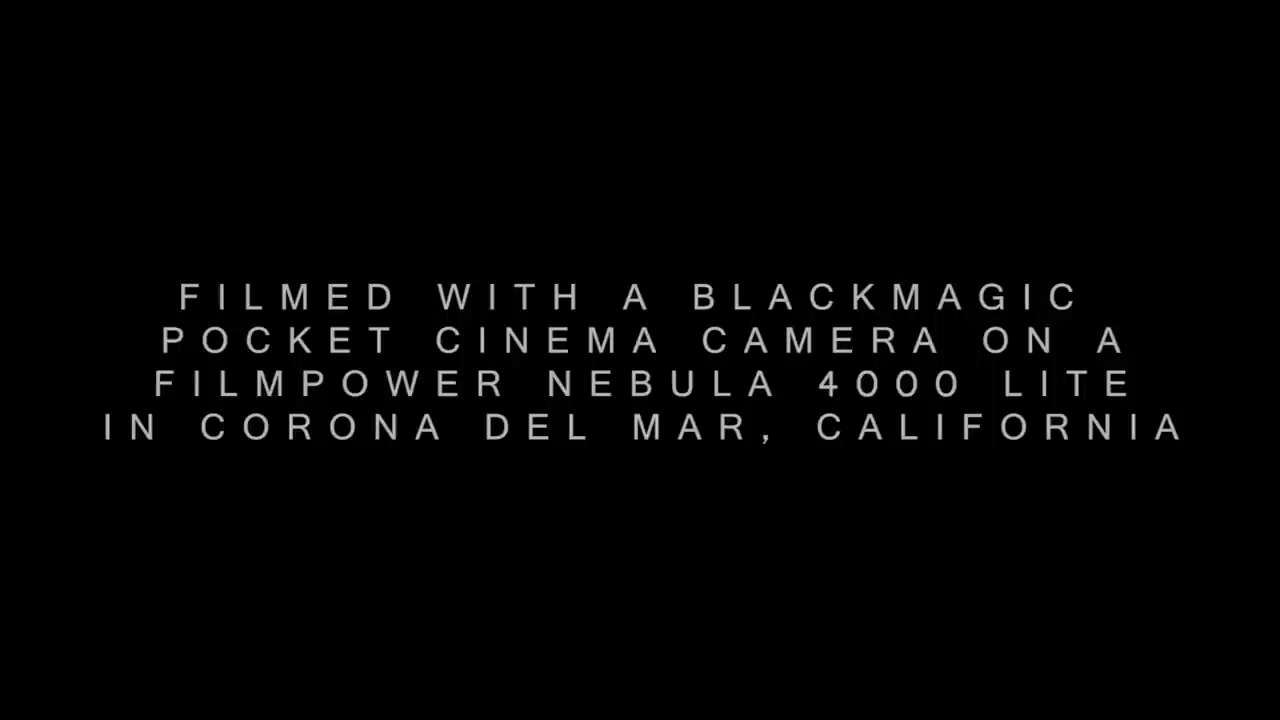 FILMED WITH A BLACKMAGIC
POCKET CINEMA CAMERA ON A
FILMPOWER NEBULA 4000 LITE
IN CORONA DEL MAR, CALIFORNIA